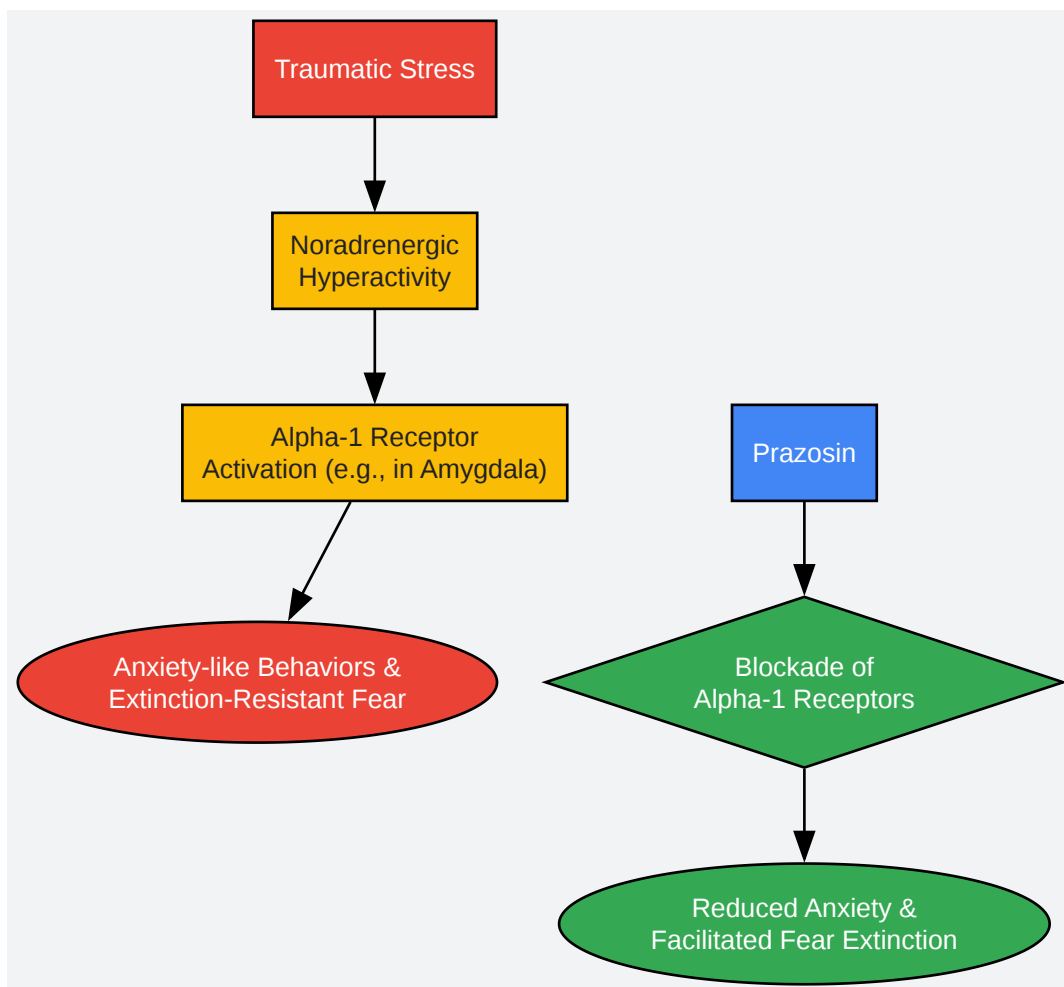 Traumatic Stress
Noradrenergic
Hyperactivity
Alpha-1 Receptor
Activation (e.g., in Amygdala)
Anxiety-like Behaviors &
Extinction-Resistant Fear
Prazosin
Blockade of
Alpha-1 Receptors
Reduced Anxiety &
Facilitated Fear Extinction